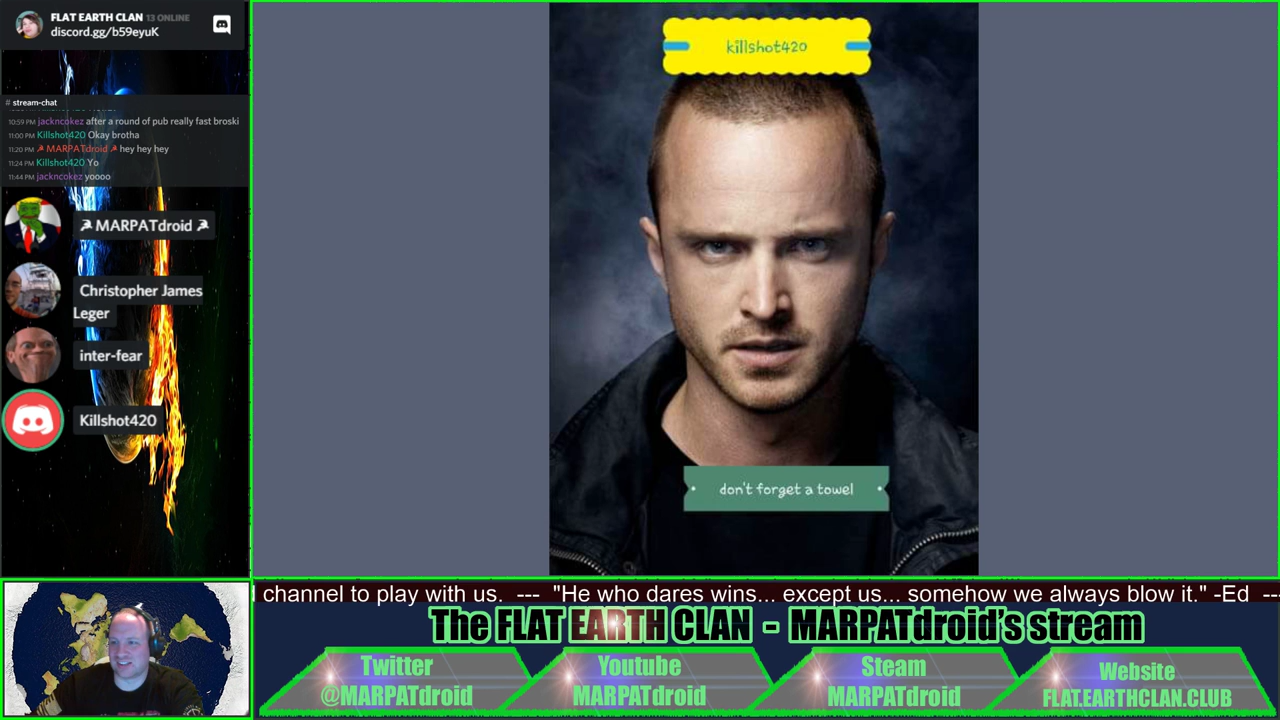 FLAT EARTH CLAN 13 ONLINE
discord.gg/b59eyuK
# stream-chat
10:59 PM jackncokez after a round of pub really fast broski
11:00 PM Killshot420 Okay brotha
11:20 PM ☭ MARPATdroid ☭ hey hey hey
11:24 PM Killshot420 Yo
11:44 PM jackncokez yoooo
☭ MARPATdroid ☭
Christopher James
Leger
inter-fear
Killshot420
killshot420
don't forget a towel
l channel to play with us. --- "He who dares wins... except us... somehow we always blow it." -Ed --
The FLAT EARTH CLAN - MARPATdroid's stream
Twitter
@MARPATdroid
Youtube
MARPATdroid
Steam
MARPATdroid
Website
FLAT.EARTHCLAN.CLUB